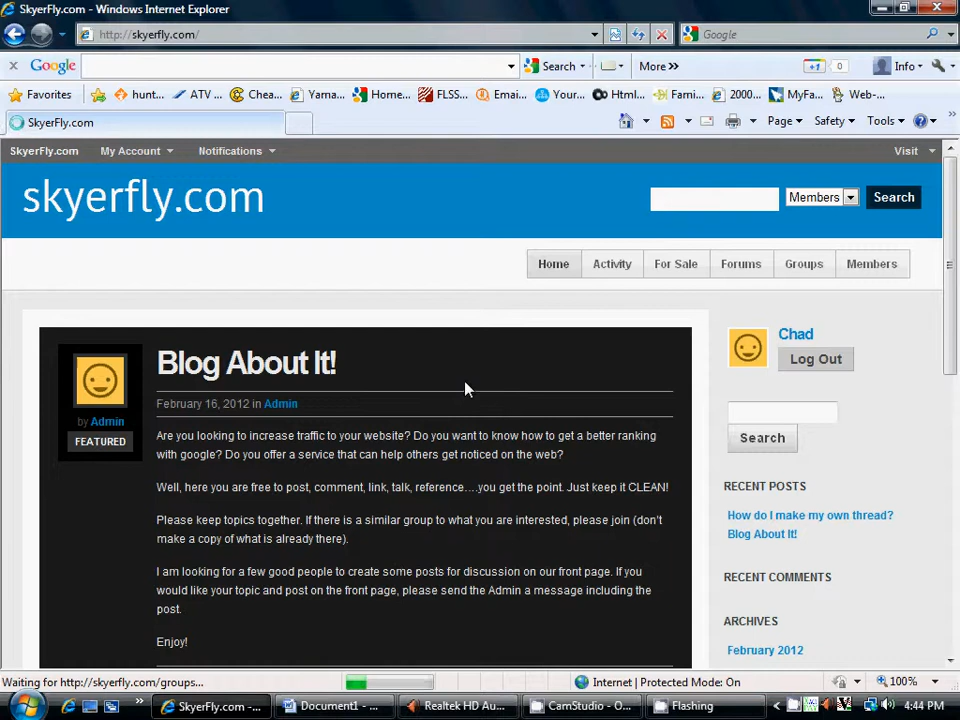 SkyerFly.com - Windows Internet Explorer
http://skyerfly.com/
Google
Google Search More >> +1 0 Info
Favorites hunt... ATV ... Chea... Yarna... Home... FLSS... Emai... Your... Html... Fami... 2000... MyFa... Web-...
SkyerFly.com Page Safety Tools
SkyerFly.com My Account Notifications Visit
skyerfly.com
Members Search
Home Activity For Sale Forums Groups Members
Chad
Log Out
Blog About It!
February 16, 2012 in Admin
by Admin
FEATURED
Are you looking to increase traffic to your website? Do you want to know how to get a better ranking
with google? Do you offer a service that can help others get noticed on the web?
Well, here you are free to post, comment, link, talk, reference….you get the point. Just keep it CLEAN!
Please keep topics together. If there is a similar group to what you are interested, please join (don't
make a copy of what is already there).
I am looking for a few good people to create some posts for discussion on our front page. If you
would like your topic and post on the front page, please send the Admin a message including the
post.
Enjoy!
Search
RECENT POSTS
How do I make my own thread?
Blog About It!
RECENT COMMENTS
ARCHIVES
February 2012
Waiting for http://skyerfly.com/groups... Internet | Protected Mode: On 100%
SkyerFly.com -... Document1 - ... Realtek HD Au... CamStudio - O... Flashing 4:44 PM